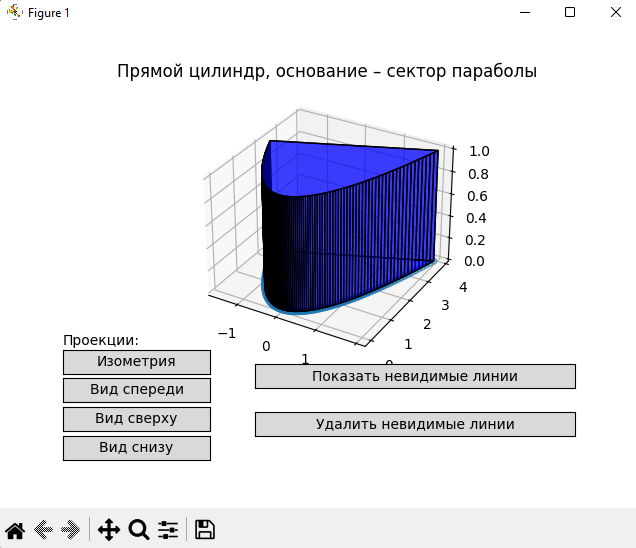 Figure 1
Прямой цилиндр, основание – сектор параболы
1.0
0.8
0.6
0.4
0.2
0.0
4
3
2
1
0
−1
0
1
Проекции:
Изометрия
Вид спереди
Вид сверху
Вид снизу
Показать невидимые линии
Удалить невидимые линии